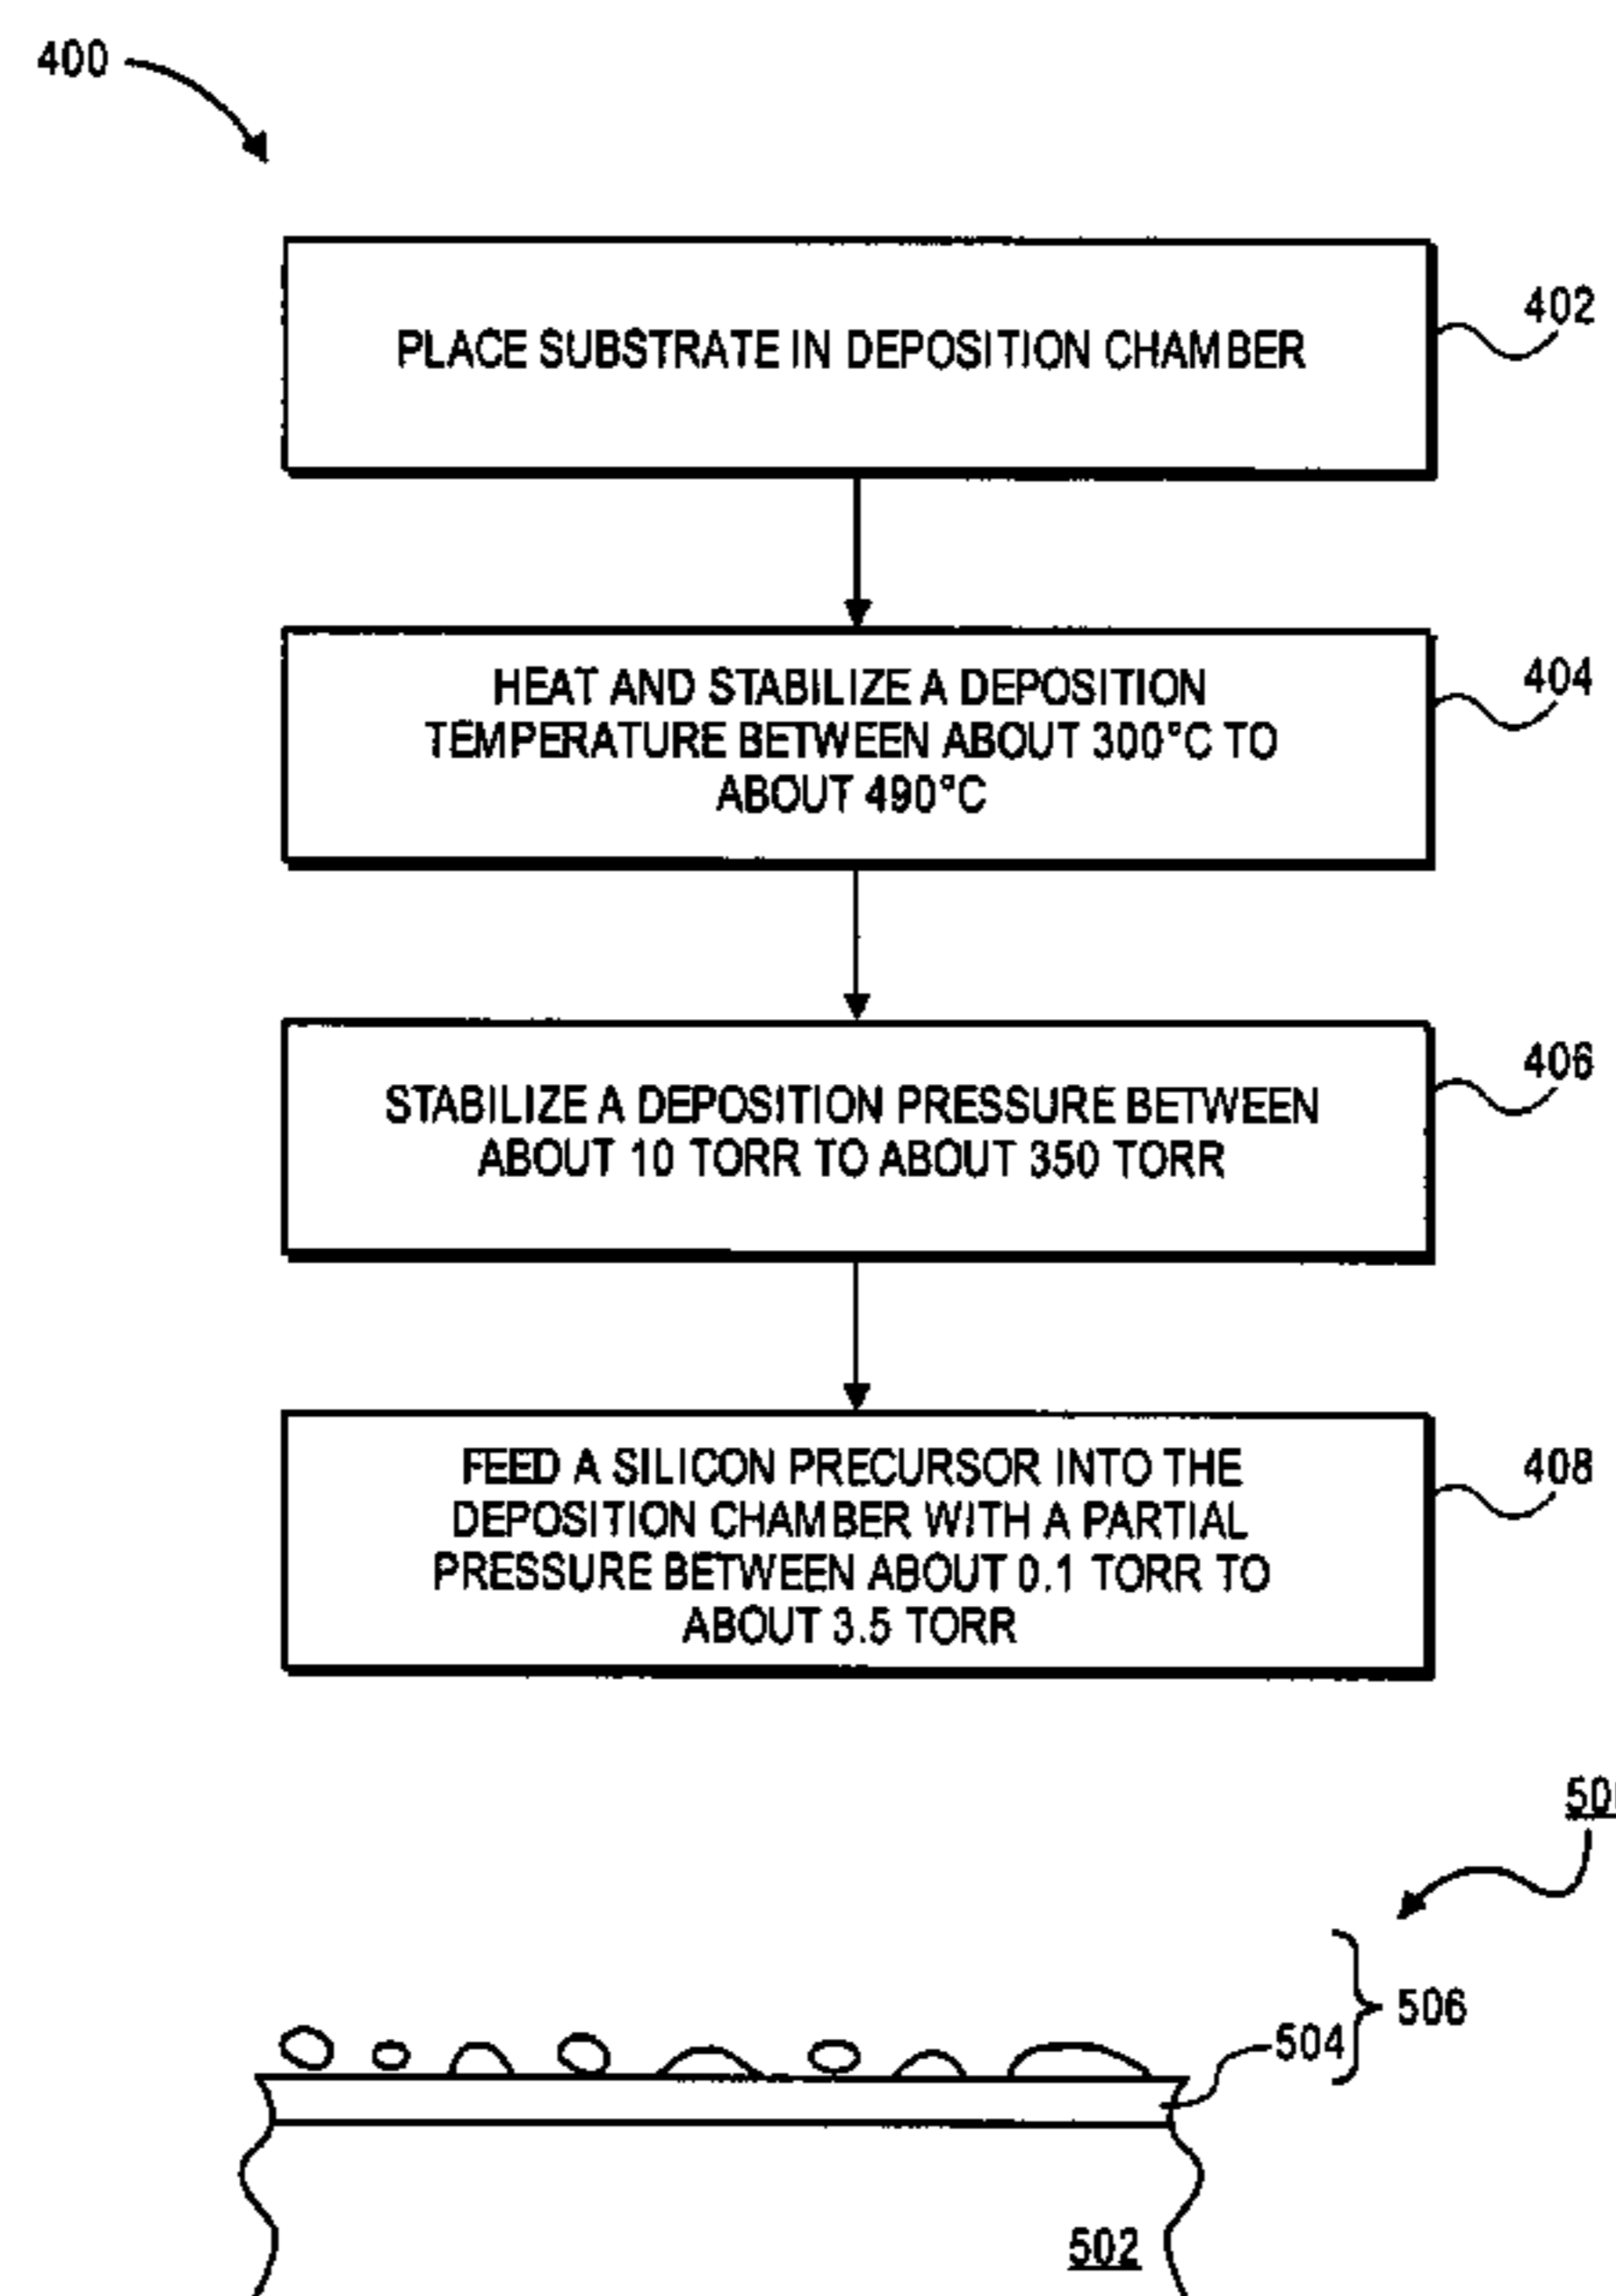 400
PLACE SUBSTRATE IN DEPOSITION CHAMBER
402
HEAT AND STABILIZE A DEPOSITION
TEMPERATURE BETWEEN ABOUT 300°C TO
ABOUT 490°C
404
STABILIZE A DEPOSITION PRESSURE BETWEEN
ABOUT 10 TORR TO ABOUT 350 TORR
406
FEED A SILICON PRECURSOR INTO THE
DEPOSITION CHAMBER WITH A PARTIAL
PRESSURE BETWEEN ABOUT 0.1 TORR TO
ABOUT 3.5 TORR
408
506
504
502